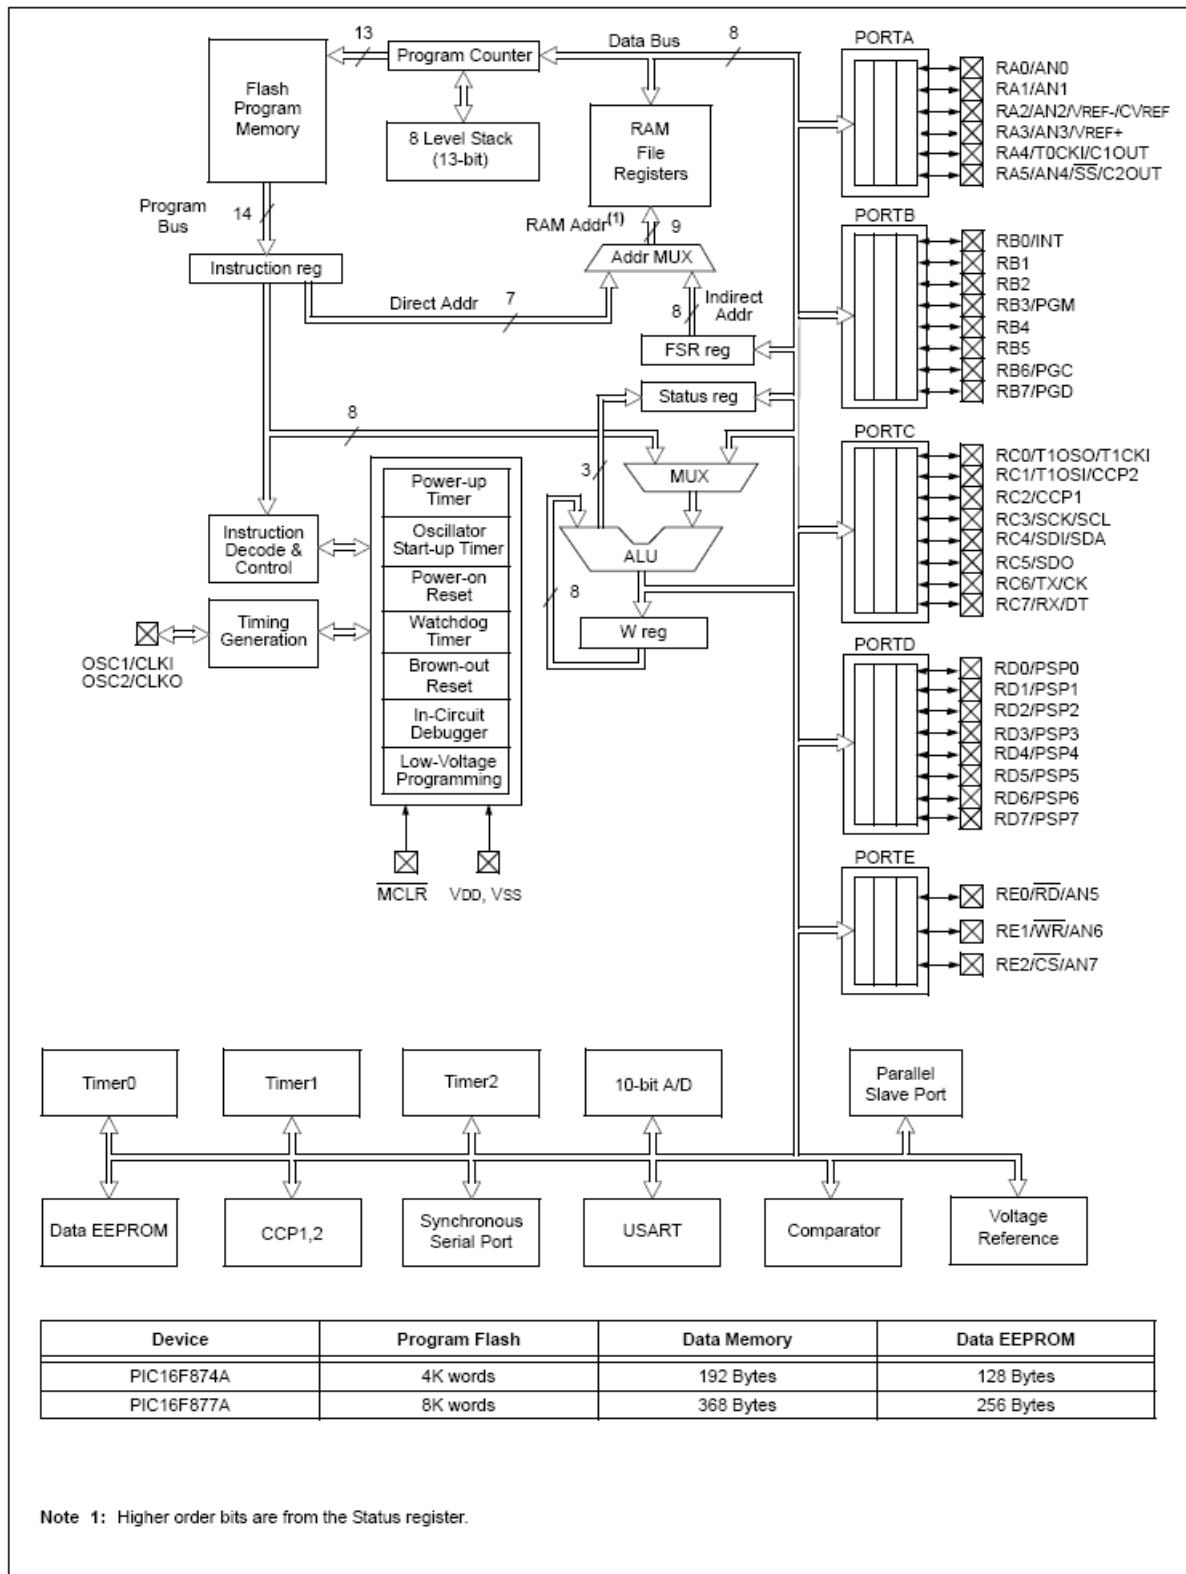 13
Program Counter
Data Bus
8
Flash
Program
Memory
8 Level Stack
(13-bit)
RAM
File
Registers
Program
Bus
14
RAM Addr(1)
9
Addr MUX
Instruction reg
Direct Addr
7
8
Indirect
Addr
FSR reg
Status reg
8
3
MUX
ALU
8
W reg
Instruction
Decode &
Control
Timing
Generation
OSC1/CLKI
OSC2/CLKO
Power-up
Timer
Oscillator
Start-up Timer
Power-on
Reset
Watchdog
Timer
Brown-out
Reset
In-Circuit
Debugger
Low-Voltage
Programming
MCLR
VDD, VSS
PORTA
RA0/AN0
RA1/AN1
RA2/AN2/VREF-/CVREF
RA3/AN3/VREF+
RA4/T0CKI/C1OUT
RA5/AN4/SS/C2OUT
PORTB
RB0/INT
RB1
RB2
RB3/PGM
RB4
RB5
RB6/PGC
RB7/PGD
PORTC
RC0/T1OSO/T1CKI
RC1/T1OSI/CCP2
RC2/CCP1
RC3/SCK/SCL
RC4/SDI/SDA
RC5/SDO
RC6/TX/CK
RC7/RX/DT
PORTD
RD0/PSP0
RD1/PSP1
RD2/PSP2
RD3/PSP3
RD4/PSP4
RD5/PSP5
RD6/PSP6
RD7/PSP7
PORTE
RE0/RD/AN5
RE1/WR/AN6
RE2/CS/AN7
Timer0
Timer1
Timer2
10-bit A/D
Parallel
Slave Port
Data EEPROM
CCP1,2
Synchronous
Serial Port
USART
Comparator
Voltage
Reference
Device Program Flash Data Memory Data EEPROM
PIC16F874A 4K words 192 Bytes 128 Bytes
PIC16F877A 8K words 368 Bytes 256 Bytes
Note 1: Higher order bits are from the Status register.